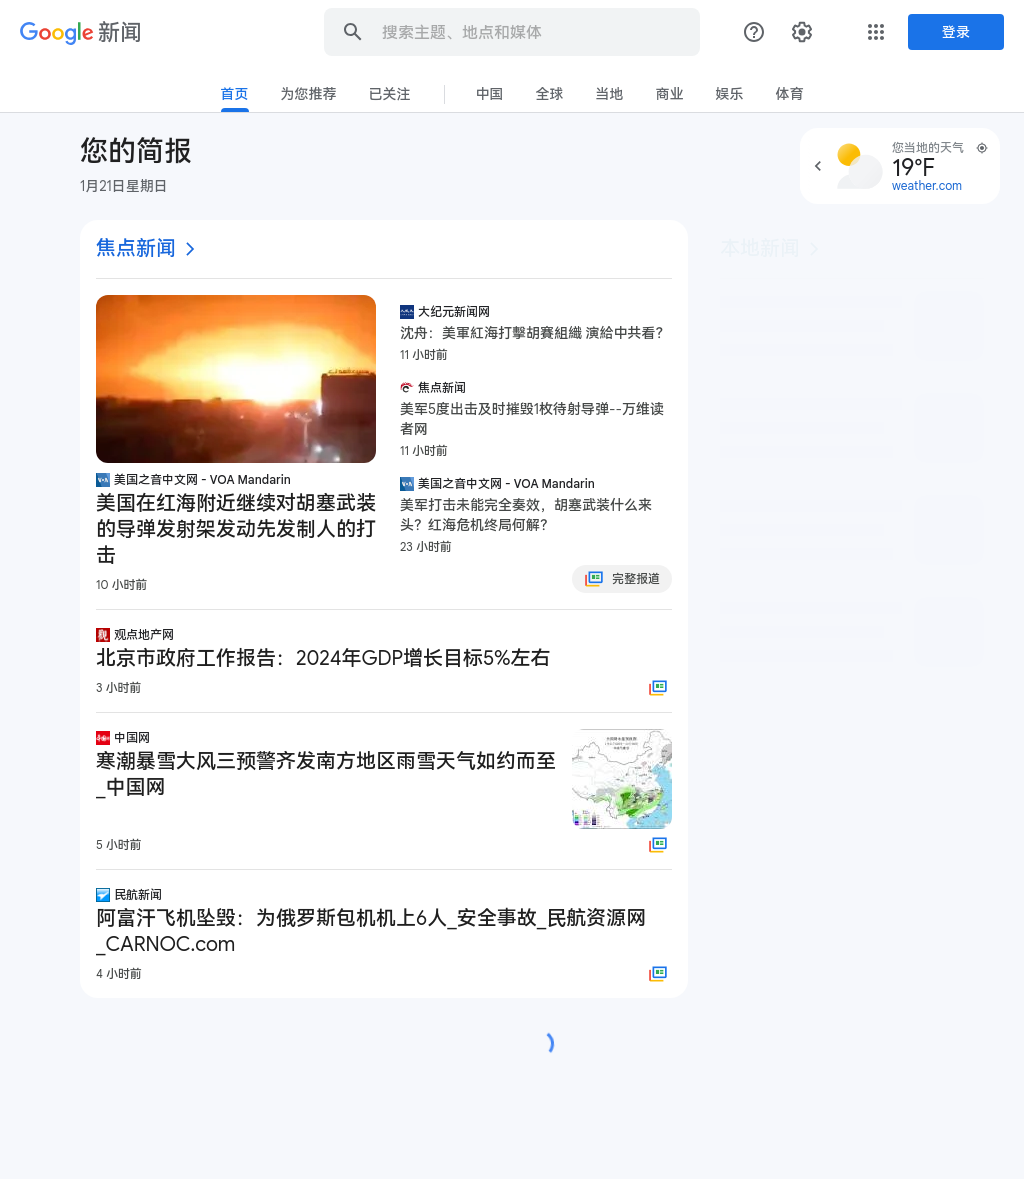 Google 新闻
搜索主题、地点和媒体
登录
首页
为您推荐
已关注
中国
全球
当地
商业
娱乐
体育
您的简报
1月21日星期日
您当地的天气
19°F
weather.com
焦点新闻
本地新闻
美国之音中文网 - VOA Mandarin
美国在红海附近继续对胡塞武装
的导弹发射架发动先发制人的打
击
10 小时前
大纪元新闻网
沈舟：美軍紅海打擊胡賽組織 演給中共看？
11 小时前
焦点新闻
美军5度出击及时摧毁1枚待射导弹--万维读
者网
11 小时前
美国之音中文网 - VOA Mandarin
美军打击未能完全奏效，胡塞武装什么来
头？红海危机终局何解？
23 小时前
完整报道
观点地产网
北京市政府工作报告：2024年GDP增长目标5%左右
3 小时前
中国网
寒潮暴雪大风三预警齐发南方地区雨雪天气如约而至
_中国网
5 小时前
民航新闻
阿富汗飞机坠毁：为俄罗斯包机机上6人_安全事故_民航资源网
_CARNOC.com
4 小时前